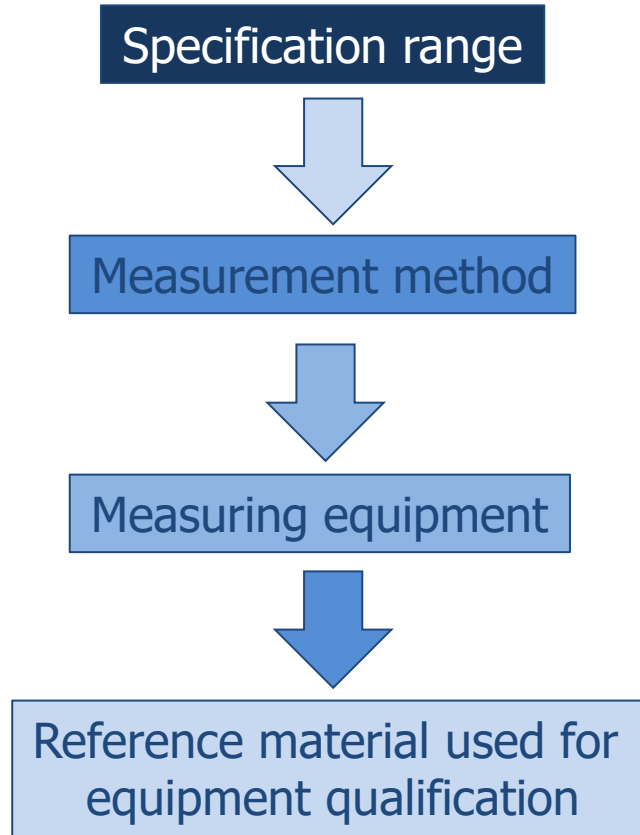 Specification range
Measurement method
Measuring equipment
Reference material used for
equipment qualification